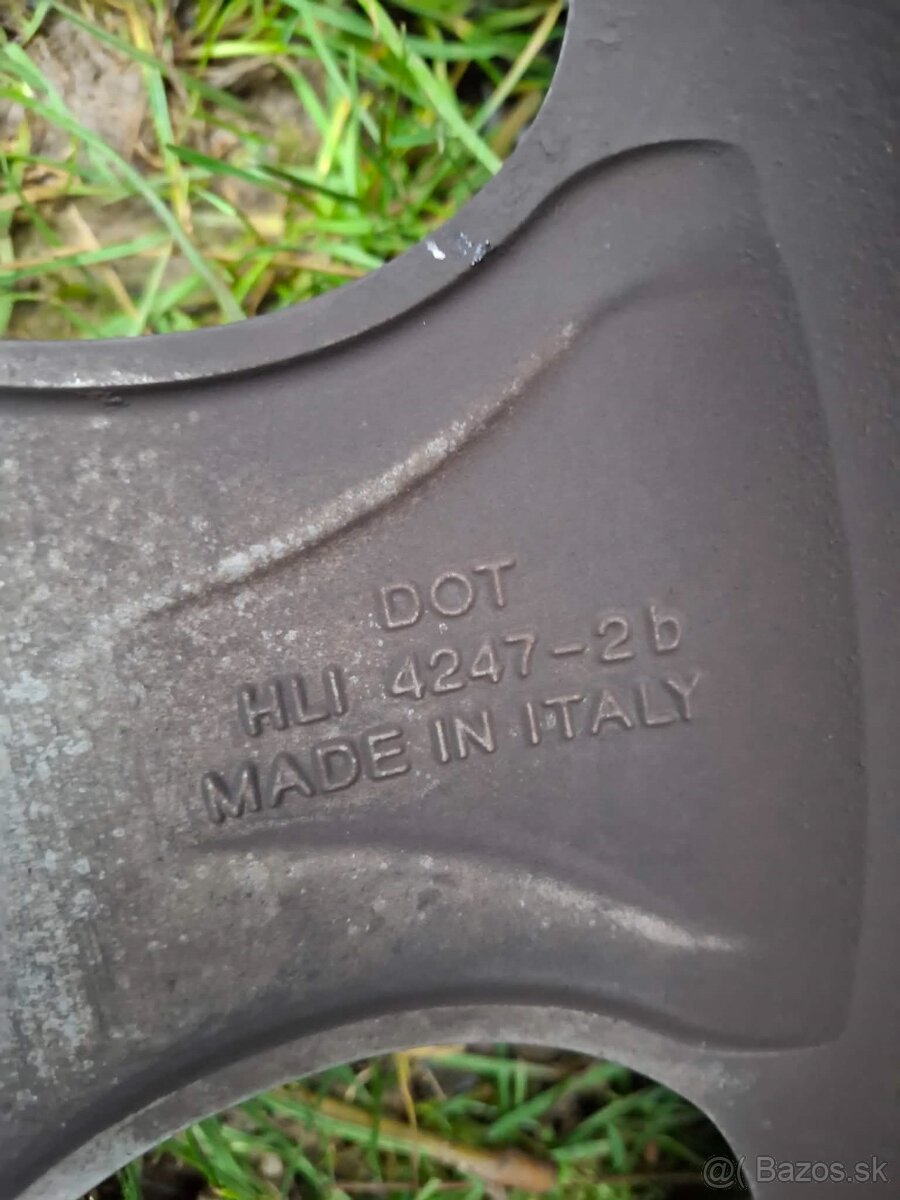 DOT
HLI 4247-2b
MADE IN ITALY
@( Bazos.sk